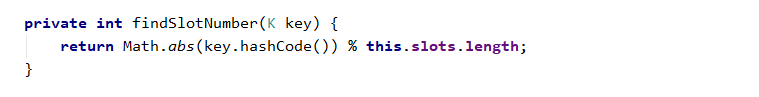 private int findSlotNumber(K key) {
    return Math.abs(key.hashCode()) % this.slots.length;
}